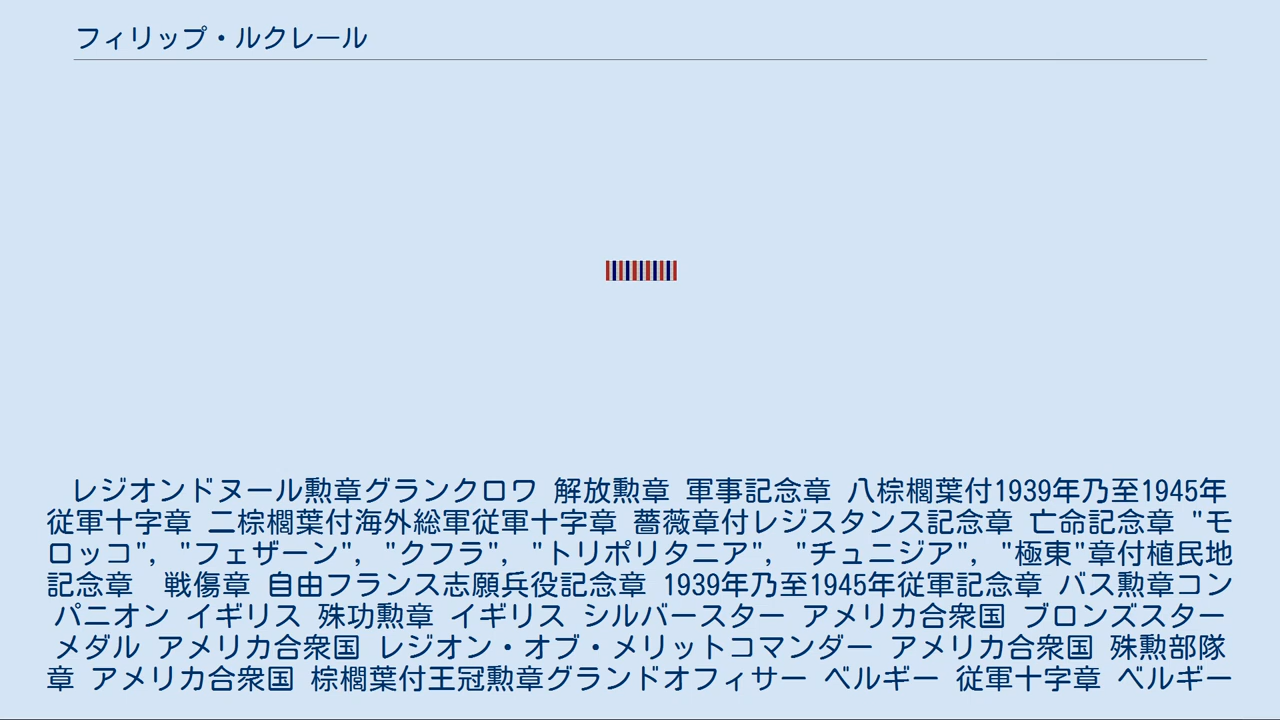 フィリップ・ルクレール
レジオンドヌール勲章グランクロワ 解放勲章 軍事記念章 八棕櫚葉付1939年乃至1945年
従軍十字章 二棕櫚葉付海外総軍従軍十字章 薔薇章付レジスタンス記念章 亡命記念章 "モ
ロッコ", "フェザーン", "クフラ", "トリポリタニア", "チュニジア", "極東"章付植民地
記念章　戦傷章 自由フランス志願兵役記念章 1939年乃至1945年従軍記念章 バス勲章コン
パニオン イギリス 殊功勲章 イギリス シルバースター アメリカ合衆国 ブロンズスター
メダル アメリカ合衆国 レジオン・オブ・メリットコマンダー アメリカ合衆国 殊勲部隊
章 アメリカ合衆国 棕櫚葉付王冠勲章グランドオフィサー ベルギー 従軍十字章 ベルギー